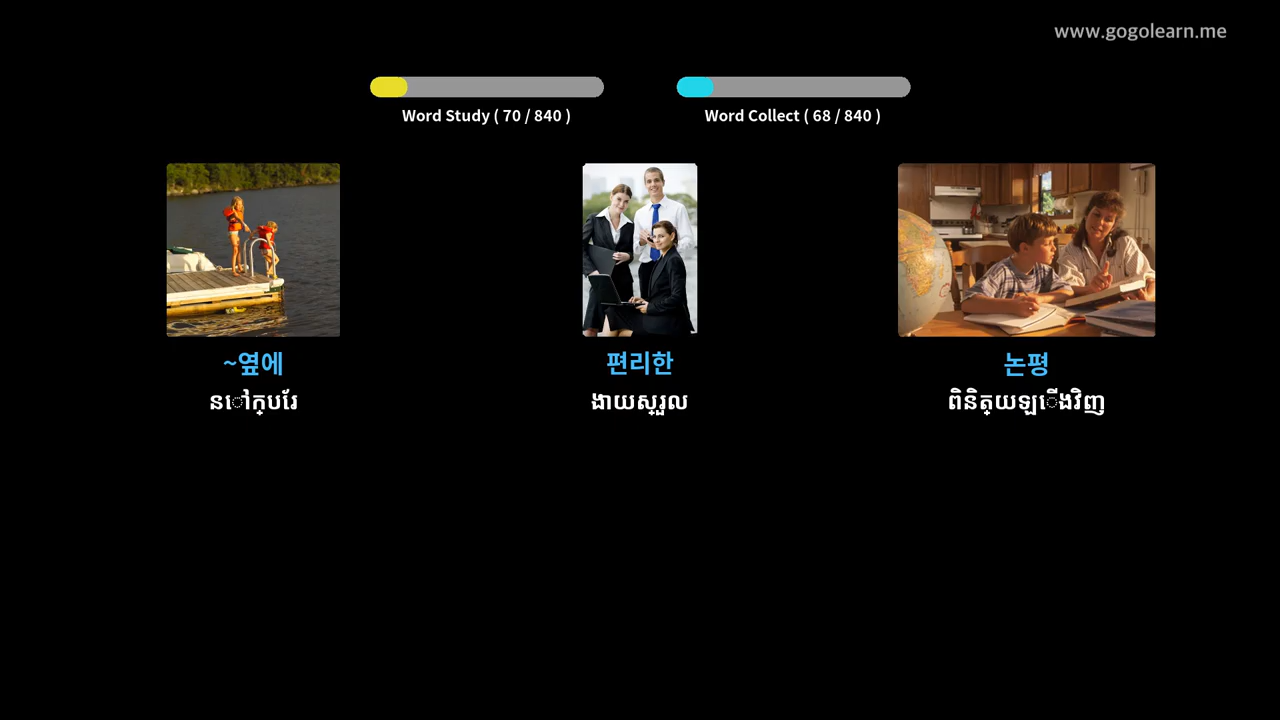 www.gogolearn.me
Word Study ( 70 / 840 )
Word Collect ( 68 / 840 )
~옆에
편리한
논평
នៅក្បែរ
ងាយស្រួល
ពិនិត្យឡើងវិញ